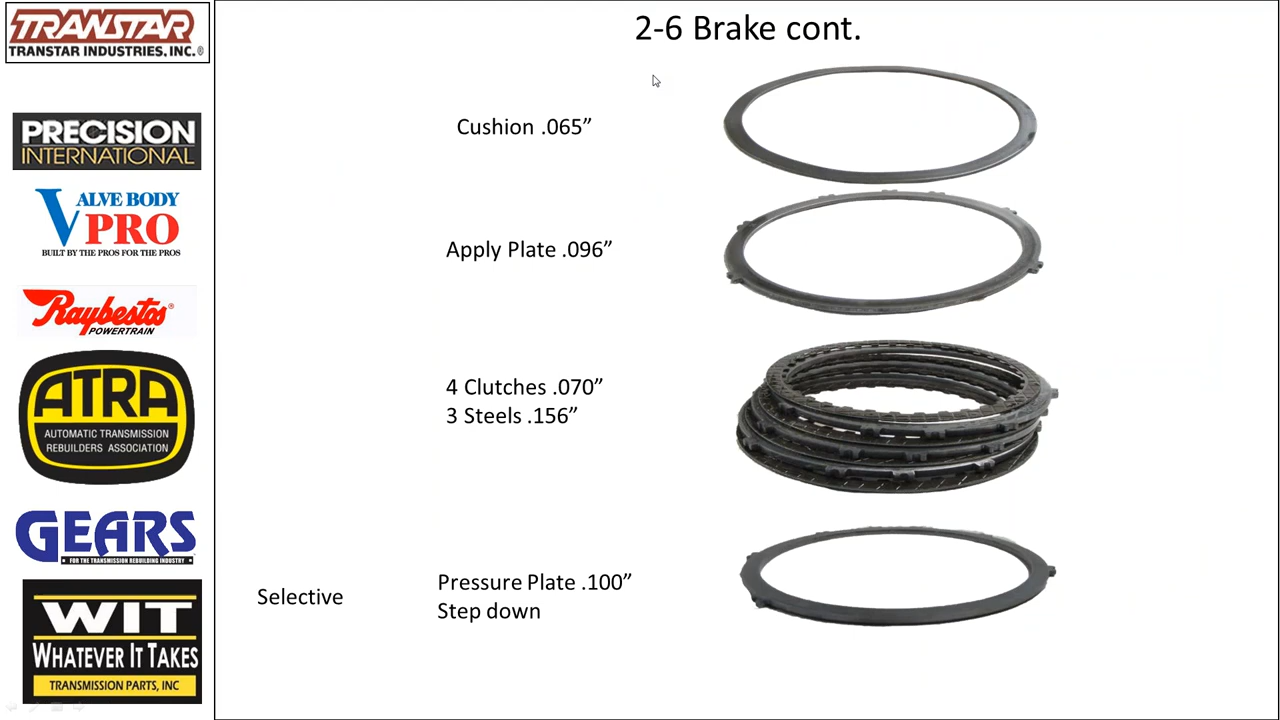 TRANSTAR
TRANSTAR INDUSTRIES, INC.®
PRECISION
INTERNATIONAL
VALVE BODY
PRO
BUILT BY THE PROS FOR THE PROS
Raybestos®
POWERTRAIN
ATRA
AUTOMATIC TRANSMISSION
REBUILDERS ASSOCIATION
GEARS
FOR THE TRANSMISSION REBUILDING INDUSTRY
WIT
WHATEVER IT TAKES
TRANSMISSION PARTS, INC
2-6 Brake cont.
Cushion .065”
Apply Plate .096”
4 Clutches .070”
3 Steels .156”
Selective
Pressure Plate .100”
Step down